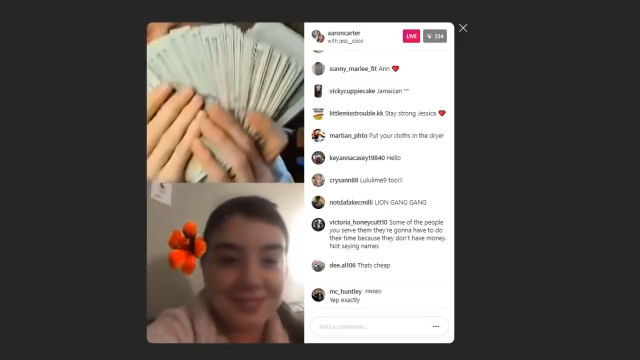 aaroncarter
with jess__coco
LIVE
334
sunny_marlee_fit Ann
vickycuppiecake Jamaican
littlemisstrouble.kk Stay strong Jessica
martian_phto Put your cloths in the dryer
keyannacasey19840 Hello
crysann88 Lululime9 too!!!
notdafakecmilli LION GANG GANG
victoria_honeycutt10 Some of the people
you serve them they're gonna have to do
their time because they don't have money.
Not saying names
dee.al106 Thats cheap
mc_huntley PINNED
Yep exactly
Add a comment...